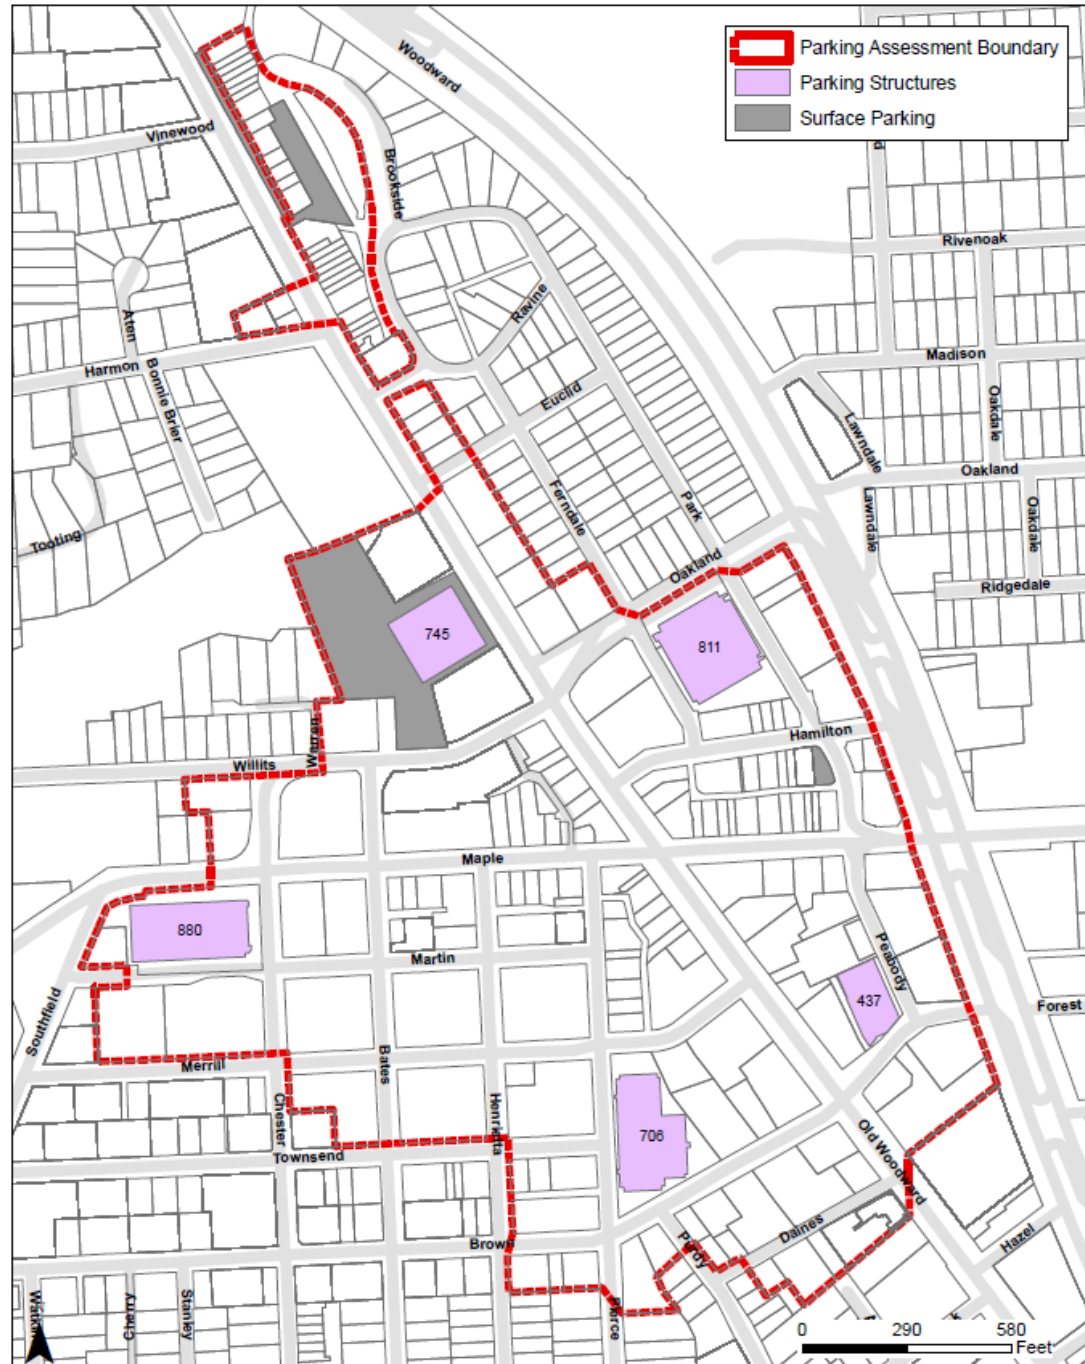 Parking Assessment Boundary
Parking Structures
Surface Parking
Woodward
Vinewood
Brookside
Rivenoak
Ravine
Aten
Madison
Harmon
Bonnie Brier
Euclid
Oakdale
Lawndale
Oakland
Ferndale
Park
Lawndale
Oakdale
Tooting
Oakland
Ridgedale
745
811
Warren
Hamilton
Willits
Maple
880
Martin
Peabody
437
Southfield
Forest
Merrill
Bates
Chester
Henrietta
706
Old Woodward
Townsend
Daines
Purdy
Hazel
Brown
Cherry
Stanley
Pierce
0 290 580
Feet